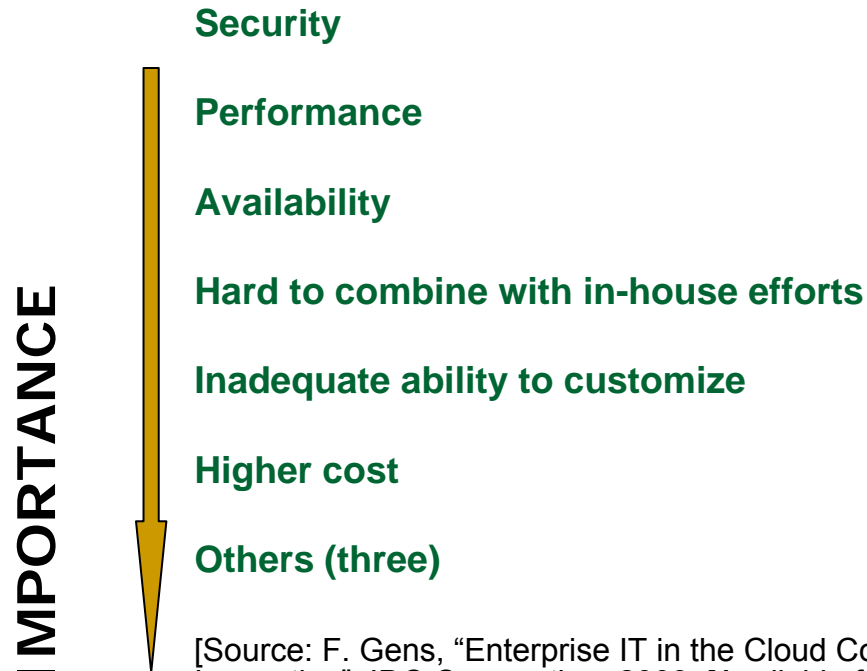 Security
Performance
Availability
Hard to combine with in-house efforts
Inadequate ability to customize
Higher cost
Others (three)
IMPORTANCE
[Source: F. Gens, “Enterprise IT in the Cloud